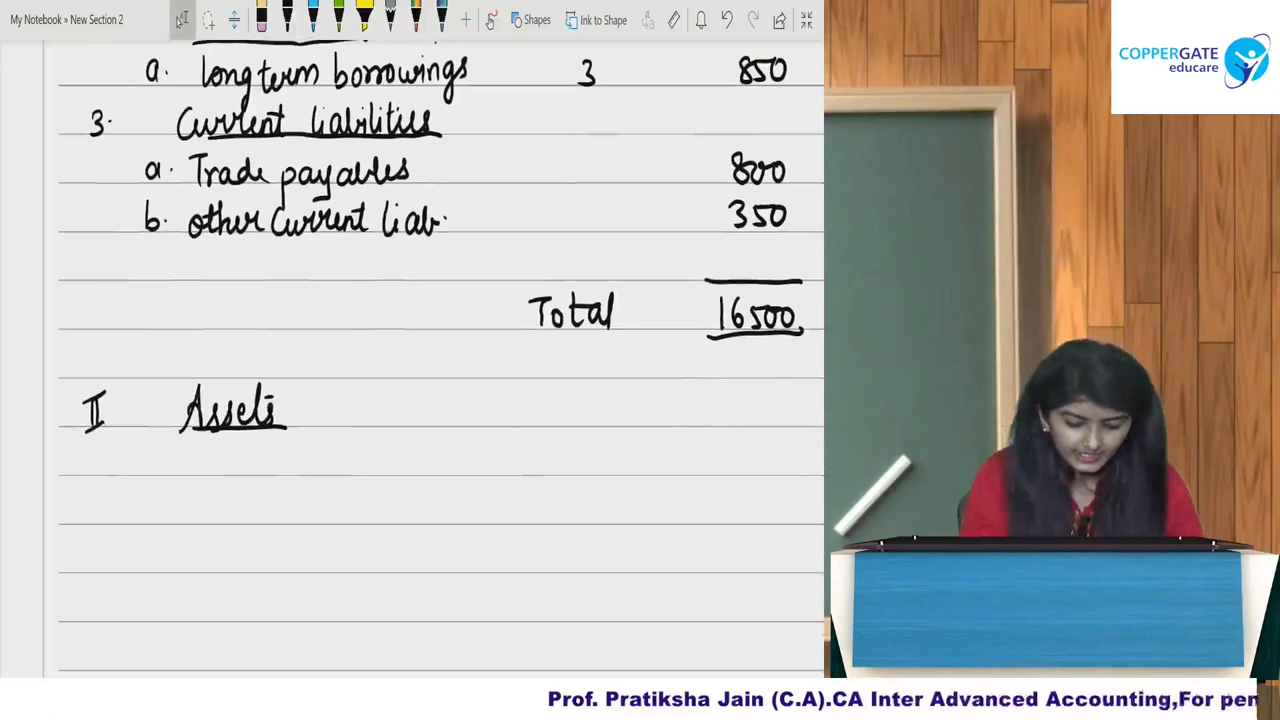 My Notebook » New Section 2
Shapes
Ink to Shape
COPPERGATE
educare
a. Long term borrowings 3 850
3. Current liabilities
a. Trade payables 800
b. other Current liab. 350
Total 16500
II Assets
Prof. Pratiksha Jain (C.A).CA Inter Advanced Accounting,For pen